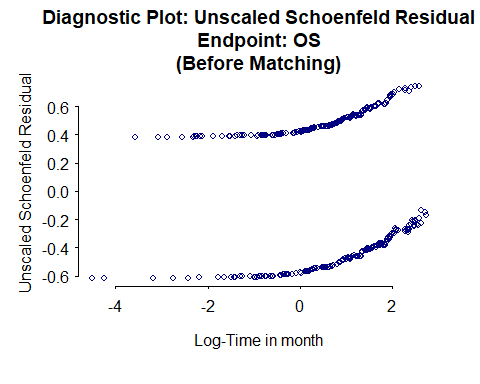 Diagnostic Plot: Unscaled Schoenfeld Residual
Endpoint: OS
(Before Matching)
Unscaled Schoenfeld Residual
0.6
0.4
0.2
0.0
-0.2
-0.4
-0.6
-4
-2
0
2
Log-Time in month